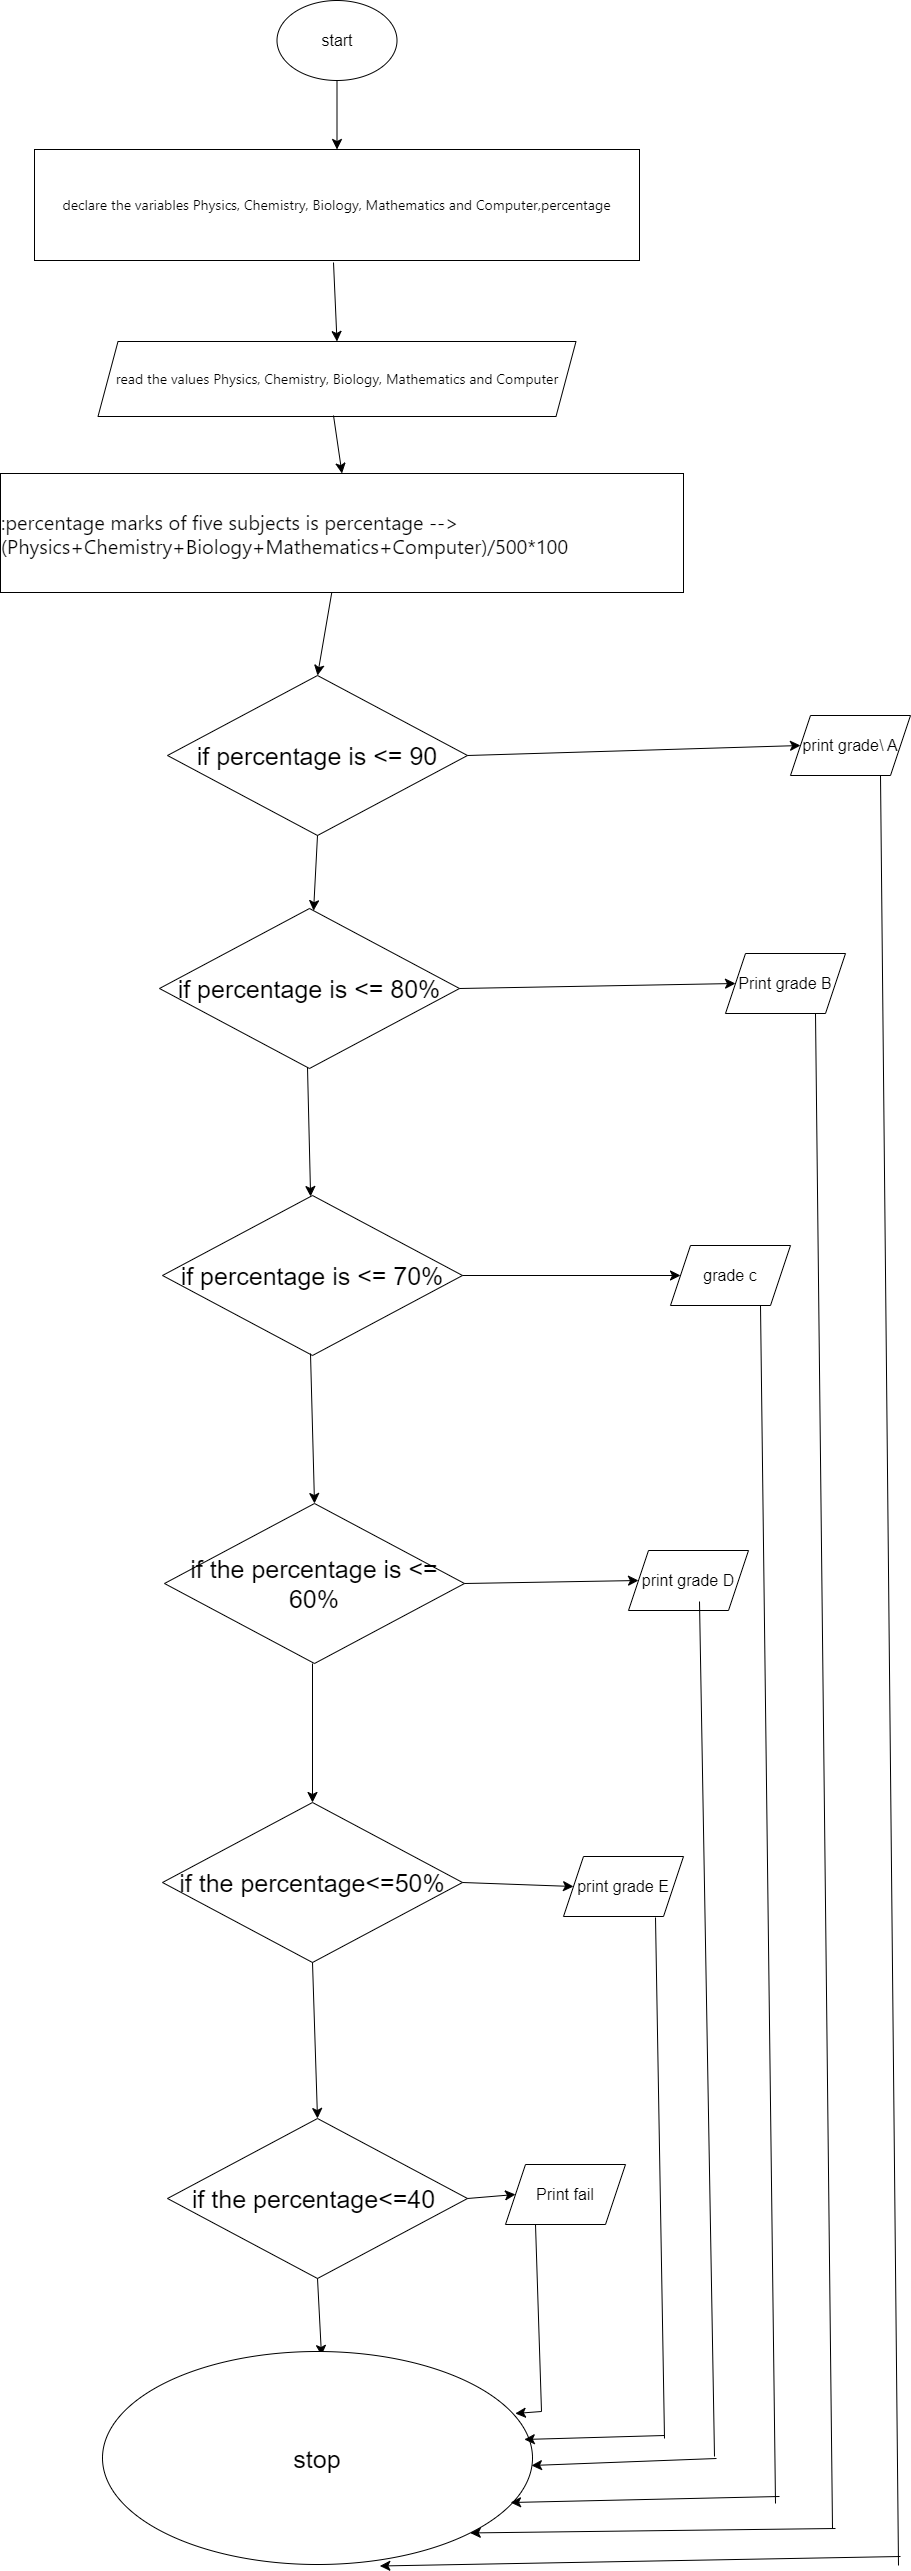 start
declare the variables Physics, Chemistry, Biology, Mathematics and Computer,percentage
read the values Physics, Chemistry, Biology, Mathematics and Computer
:percentage marks of five subjects is percentage -->
(Physics+Chemistry+Biology+Mathematics+Computer)/500*100
if percentage is <= 90
print grade\ A
if percentage is <= 80%
Print grade B
if percentage is <= 70%
grade c
if the percentage is <=
60%
print grade D
if the percentage<=50%
print grade E
if the percentage<=40
Print fail
stop